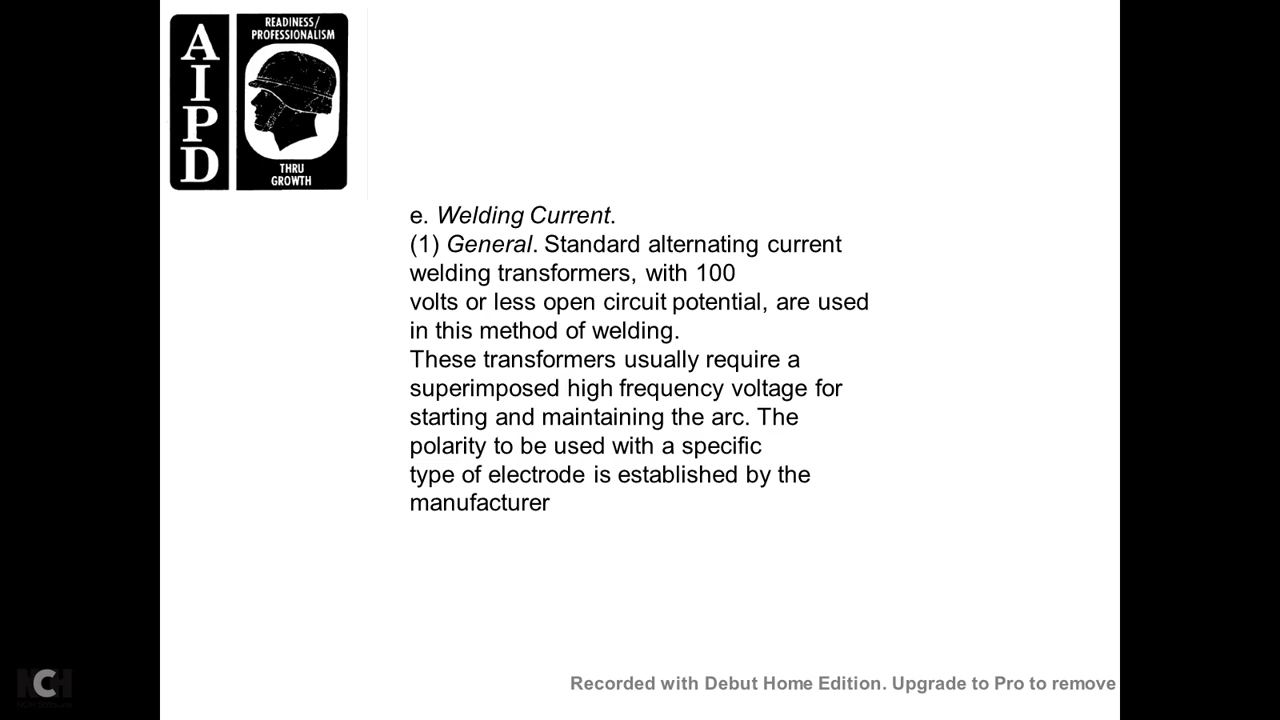 AIPD
READINESS/
PROFESSIONALISM
THRU
GROWTH
e. Welding Current.
(1) General. Standard alternating current
welding transformers, with 100
volts or less open circuit potential, are used
in this method of welding.
These transformers usually require a
superimposed high frequency voltage for
starting and maintaining the arc. The
polarity to be used with a specific
type of electrode is established by the
manufacturer
NCH
Recorded with Debut Home Edition. Upgrade to Pro to remove